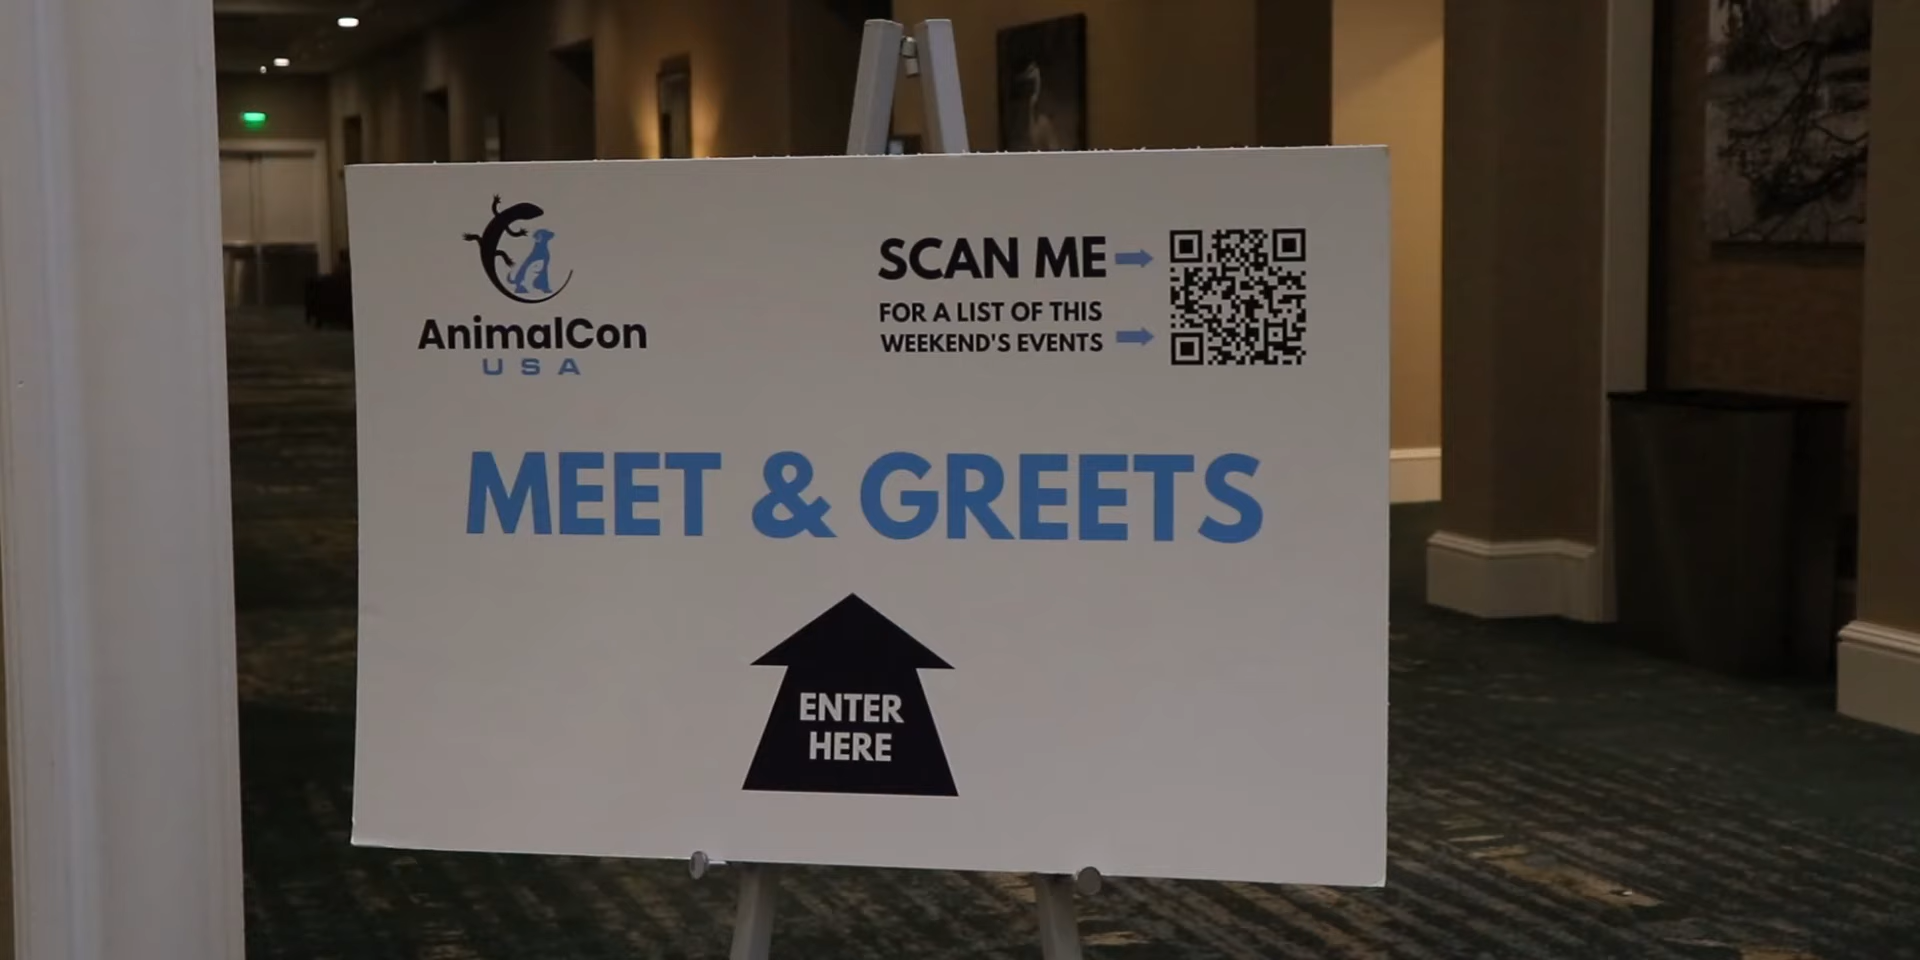 AnimalCon
USA
SCAN ME
FOR A LIST OF THIS
WEEKEND'S EVENTS
MEET & GREETS
ENTER
HERE